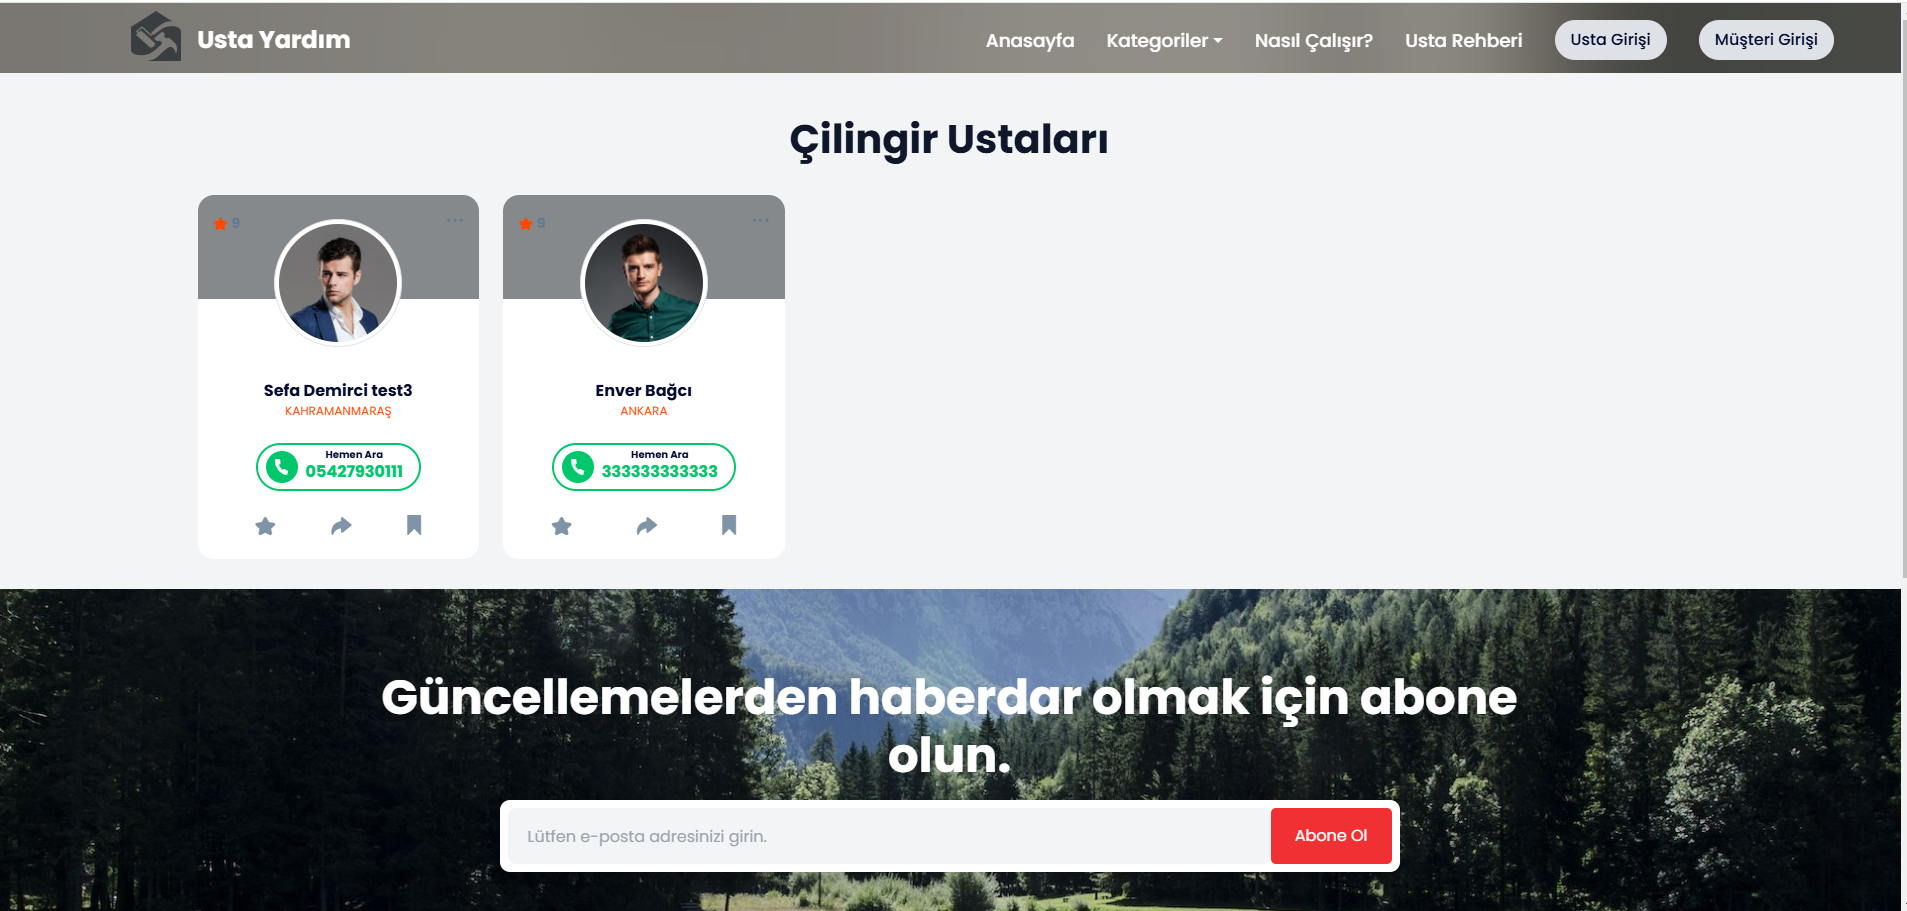 Usta Yardım
Anasayfa Kategoriler Nasıl Çalışır? Usta Rehberi Usta Girişi Müşteri Girişi
Çilingir Ustaları
9
Sefa Demirci test3
KAHRAMANMARAŞ
Hemen Ara
05427930111
9
Enver Bağcı
ANKARA
Hemen Ara
333333333333
Güncellemelerden haberdar olmak için abone
olun.
Lütfen e-posta adresinizi girin. Abone Ol